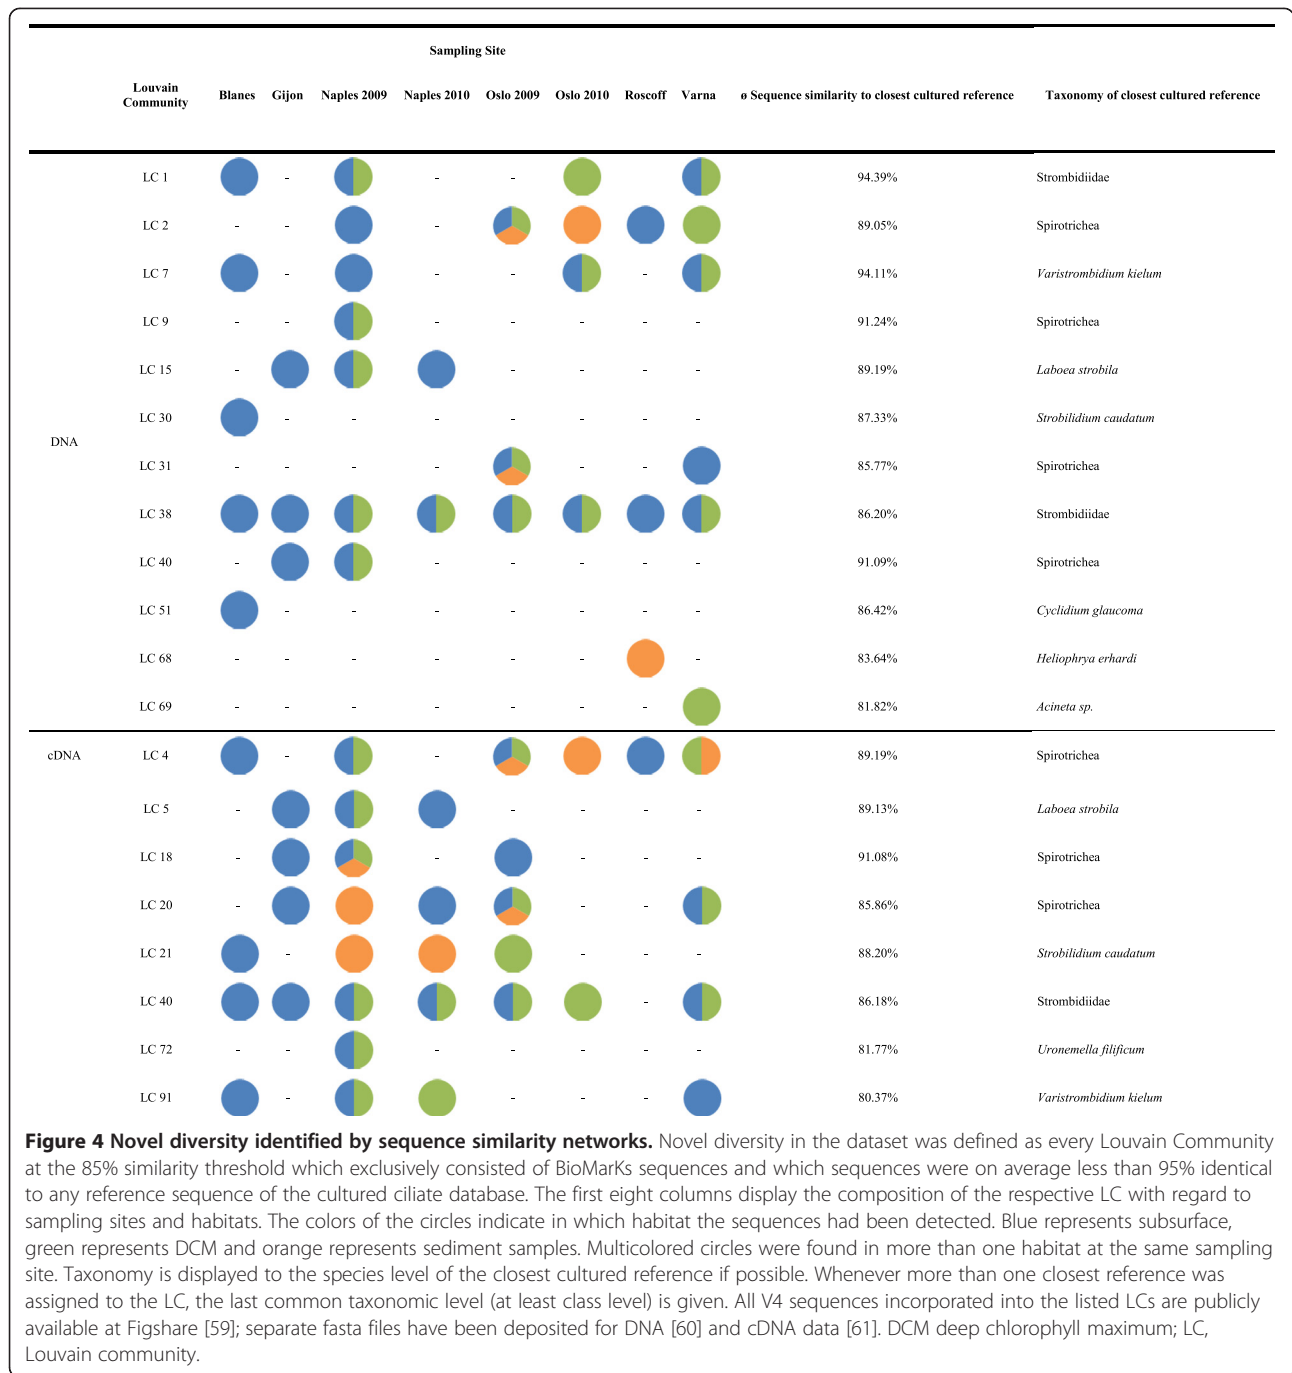 Sampling Site
Louvain Community Blanes Gijon Naples 2009 Naples 2010 Oslo 2009 Oslo 2010 Roscoff Varna ø Sequence similarity to closest cultured reference Taxonomy of closest cultured reference
LC 1 - - - - 94.39% Strombidiidae
LC 2 - - - 89.05% Spirotrichea
LC 7 - - - - 94.11% Varistrombidium kielum
LC 9 - - - - - - - 91.24% Spirotrichea
LC 15 - - - - - 89.19% Laboea strobila
LC 30 - - - - - - - 87.33% Strobilidium caudatum
DNA
LC 31 - - - - - - 85.77% Spirotrichea
LC 38 86.20% Strombidiidae
LC 40 - - - - - - 91.09% Spirotrichea
LC 51 - - - - - - - 86.42% Cyclidium glaucoma
LC 68 - - - - - - - 83.64% Heliophrya erhardi
LC 69 - - - - - - - 81.82% Acineta sp.
cDNA LC 4 - - 89.19% Spirotrichea
LC 5 - - - - - 89.13% Laboea strobila
LC 18 - - - - - 91.08% Spirotrichea
LC 20 - - - 85.86% Spirotrichea
LC 21 - - - - 88.20% Strobilidium caudatum
LC 40 - 86.18% Strombidiidae
LC 72 - - - - - - - 81.77% Uronemella filificum
LC 91 - - - - 80.37% Varistrombidium kielum
Figure 4 Novel diversity identified by sequence similarity networks. Novel diversity in the dataset was defined as every Louvain Community
at the 85% similarity threshold which exclusively consisted of BioMarKs sequences and which sequences were on average less than 95% identical
to any reference sequence of the cultured ciliate database. The first eight columns display the composition of the respective LC with regard to
sampling sites and habitats. The colors of the circles indicate in which habitat the sequences had been detected. Blue represents subsurface,
green represents DCM and orange represents sediment samples. Multicolored circles were found in more than one habitat at the same sampling
site. Taxonomy is displayed to the species level of the closest cultured reference if possible. Whenever more than one closest reference was
assigned to the LC, the last common taxonomic level (at least class level) is given. All V4 sequences incorporated into the listed LCs are publicly
available at Figshare [59]; separate fasta files have been deposited for DNA [60] and cDNA data [61]. DCM deep chlorophyll maximum; LC,
Louvain community.